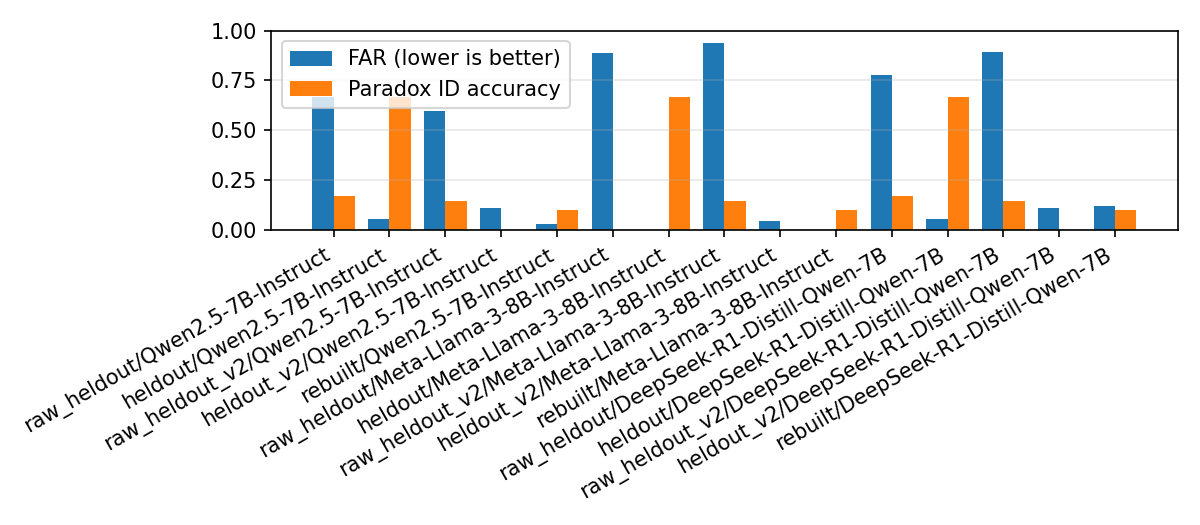 1.00
0.75
0.50
0.25
0.00
FAR (lower is better)
Paradox ID accuracy
raw_heldout/Qwen2.5-7B-Instruct
heldout/Qwen2.5-7B-Instruct
raw_heldout_v2/Qwen2.5-7B-Instruct
heldout_v2/Qwen2.5-7B-Instruct
rebuilt/Qwen2.5-7B-Instruct
raw_heldout/Meta-Llama-3-8B-Instruct
heldout/Meta-Llama-3-8B-Instruct
raw_heldout_v2/Meta-Llama-3-8B-Instruct
heldout_v2/Meta-Llama-3-8B-Instruct
rebuilt/Meta-Llama-3-8B-Instruct
raw_heldout/DeepSeek-R1-Distill-Qwen-7B
heldout/DeepSeek-R1-Distill-Qwen-7B
raw_heldout_v2/DeepSeek-R1-Distill-Qwen-7B
heldout_v2/DeepSeek-R1-Distill-Qwen-7B
rebuilt/DeepSeek-R1-Distill-Qwen-7B